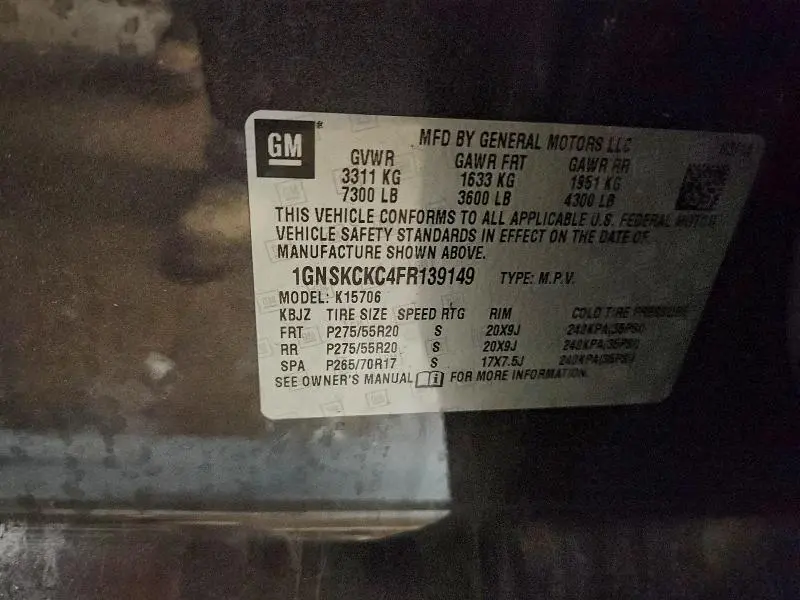 GM
MFD BY GENERAL MOTORS LLC
GVWR GAWR FRT GAWR RR
3311 KG 1633 KG 1951 KG
7300 LB 3600 LB 4300 LB
THIS VEHICLE CONFORMS TO ALL APPLICABLE U.S. FEDERAL MOTOR
VEHICLE SAFETY STANDARDS IN EFFECT ON THE DATE OF
MANUFACTURE SHOWN ABOVE.
1GNSKCKC4FR139149 TYPE: M.P.V.
MODEL: K15706
KBJZ TIRE SIZE SPEED RTG RIM COLD TIRE PRESSURE
FRT P275/55R20 S 20X9J 240KPA(35PSI)
RR P275/55R20 S 20X9J 240KPA(35PSI)
SPA P265/70R17 S 17X7.5J 240KPA(35PSI)
SEE OWNER'S MANUAL FOR MORE INFORMATION.